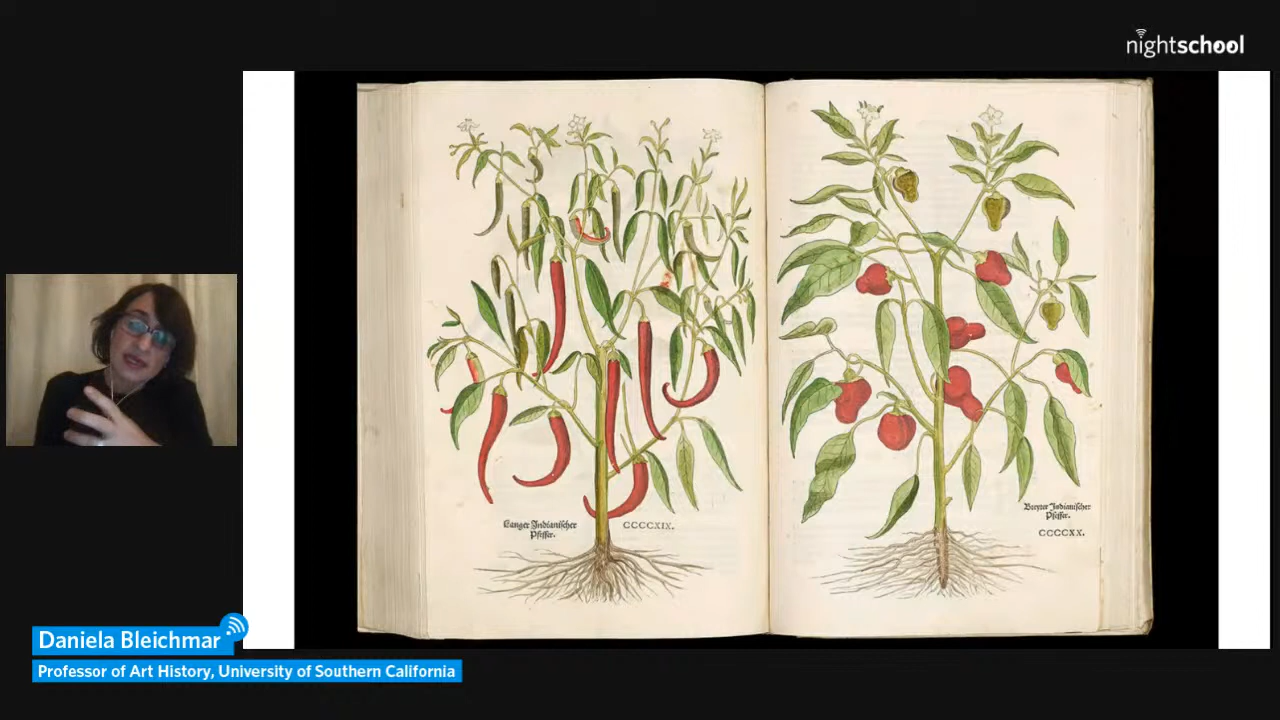 nightschool
Langer Indianischer
Pfeffer.
CCCCXIX.
Breyter Indianischer
Pfeffer.
CCCCXX.
Daniela Bleichmar
Professor of Art History, University of Southern California